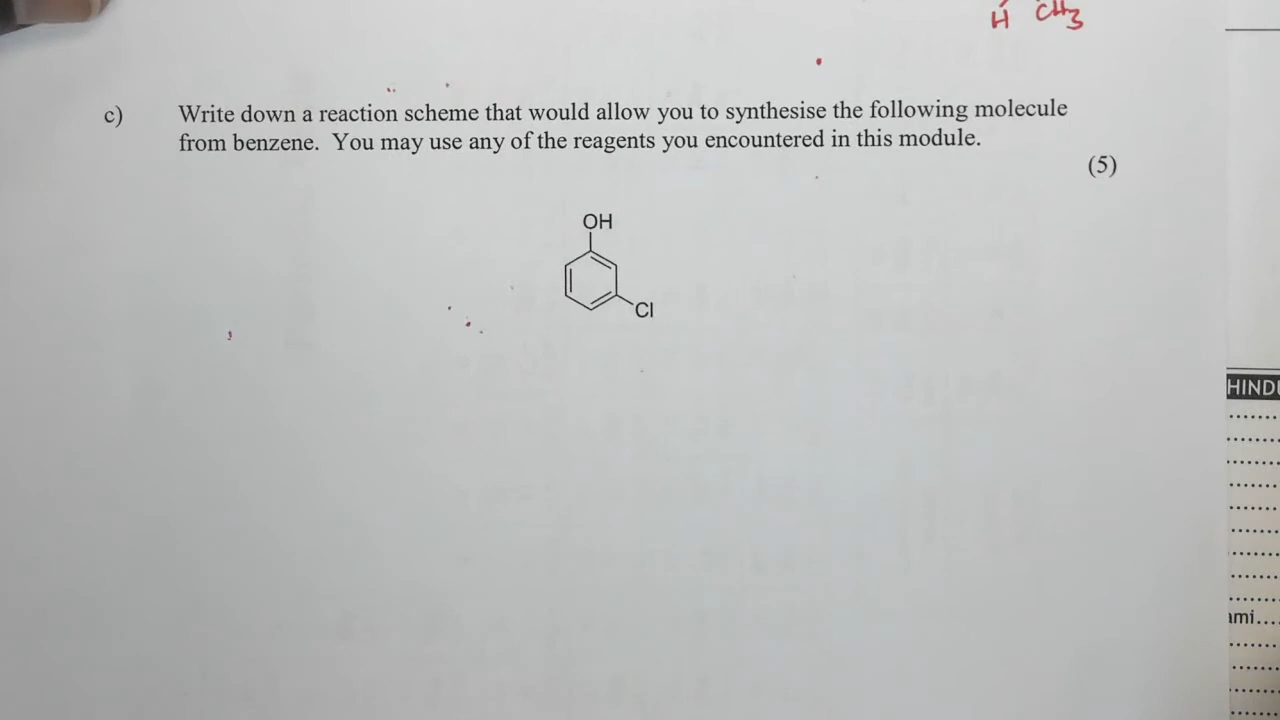 H CH3
c) Write down a reaction scheme that would allow you to synthesise the following molecule
from benzene. You may use any of the reagents you encountered in this module.
(5)
OH
Cl
HIND
ami....